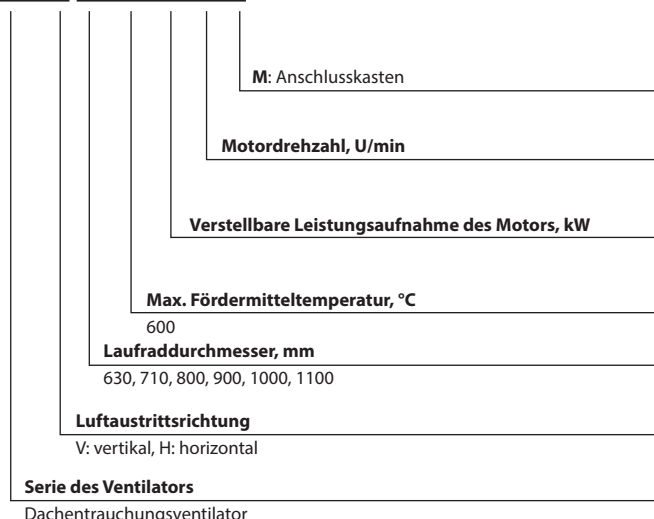 M: Anschlusskasten
Motordrehzahl, U/min
Verstellbare Leistungsaufnahme des Motors, kW
Max. Fördermitteltemperatur, °C
600
Laufraddurchmesser, mm
630, 710, 800, 900, 1000, 1100
Luftaustrittsrichtung
V: vertikal, H: horizontal
Serie des Ventilators
Dachentrauchungsventilator